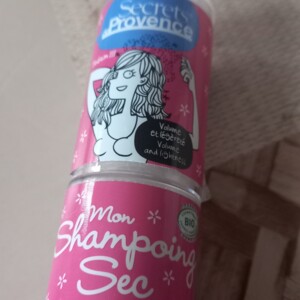 Secrets
de Provence
Volume
et légèreté
Volume
and lightness
Mon
Shampoing
Sec
BIO